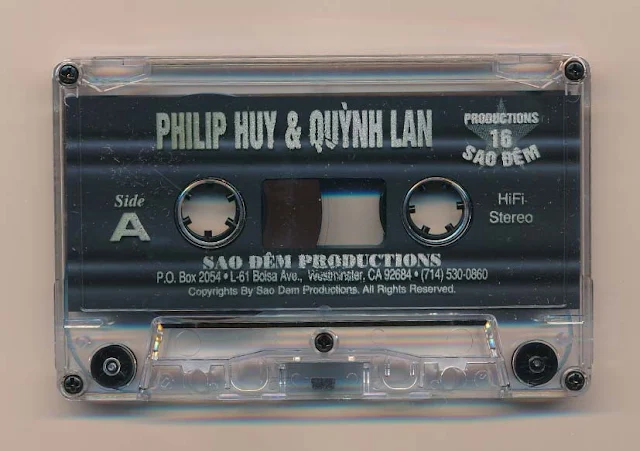 PHILIP HUY & QUỲNH LAN
PRODUCTIONS
16
SAO ĐÊM
Side
A
HiFi
Stereo
SAO ĐÊM PRODUCTIONS
P.O. Box 2054 • L-61 Bolsa Ave., Westminster, CA 92684 • (714) 530-0860
Copyrights By Sao Dem Productions. All Rights Reserved.